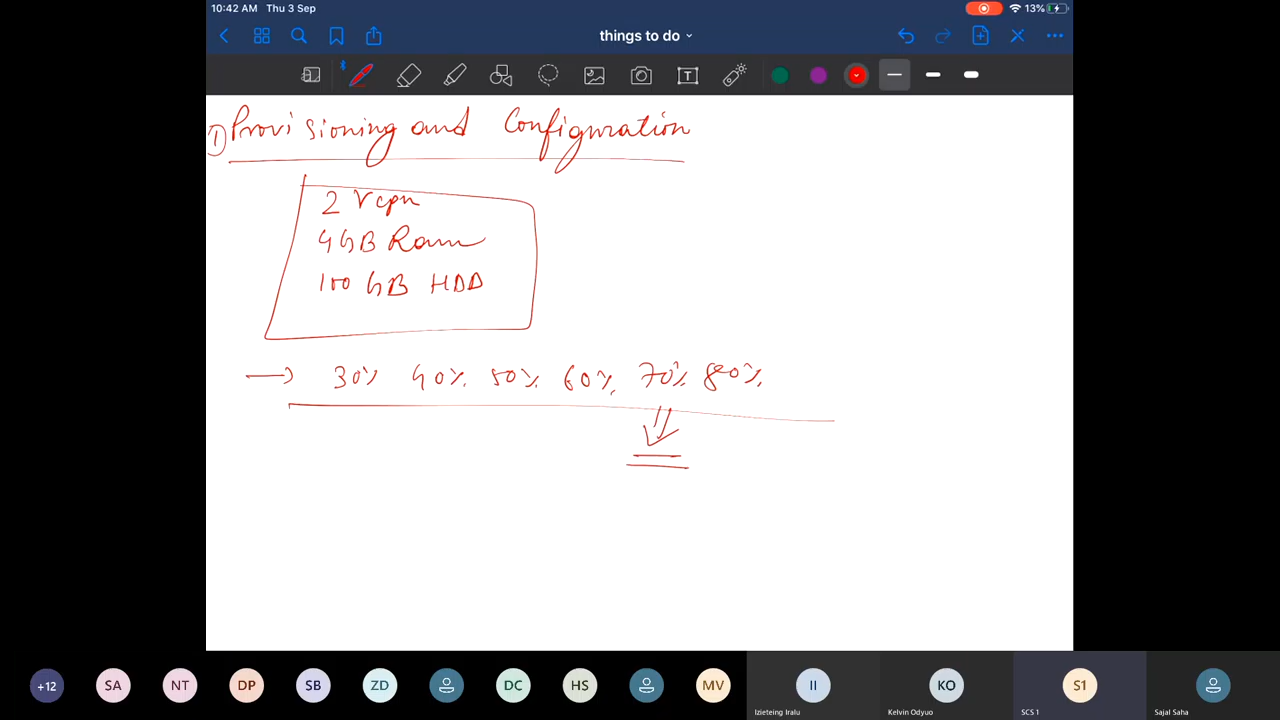 10:42 AM Thu 3 Sep
13%
things to do
T
1) Provisioning and Configration
2 Vcpu
4GB Ram
100 GB HDD
→ 30% 40% 50% 60% 70% 80%
+12 SA NT DP SB ZD DC HS MV II KO S1
Izieteing Iralu Kelvin Odyuo SCS 1 Sajal Saha